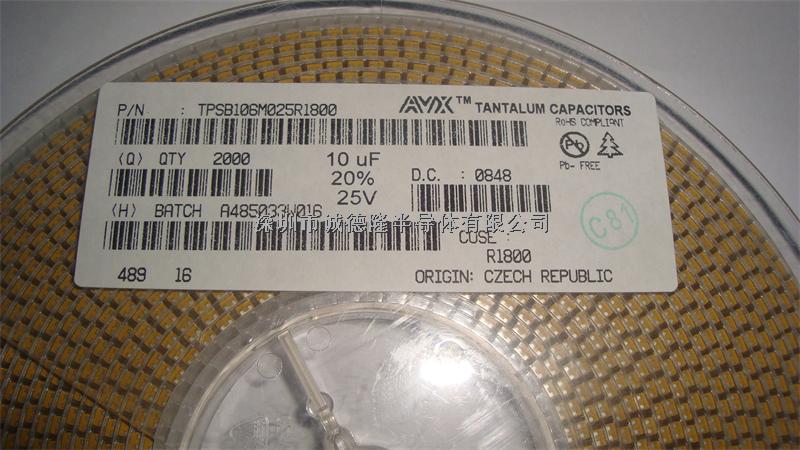 P/N : TPSB106M025R1800
AVX™ TANTALUM CAPACITORS
RoHS COMPLIANT
Pb
Pb- FREE
(Q) QTY 2000
10 uF
20%
25V
D.C. : 0848
(H) BATCH A485033W016
深圳市诚德隆半导体有限公司
CUSE :
R1800
C81
489 16
ORIGIN: CZECH REPUBLIC